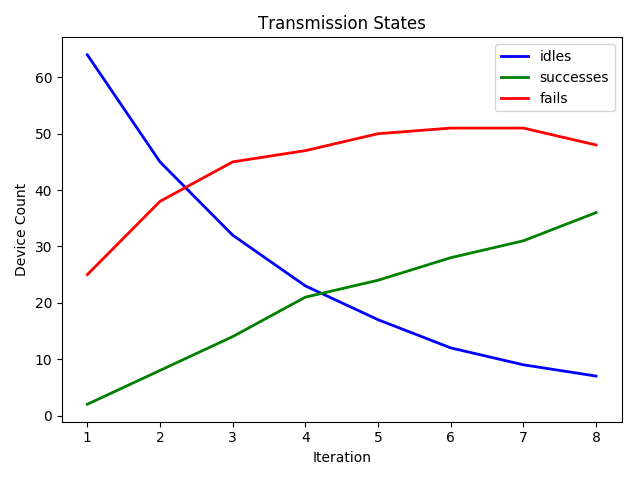 Transmission States
idles
successes
fails
Device Count
60
50
40
30
20
10
0
1 2 3 4 5 6 7 8
Iteration